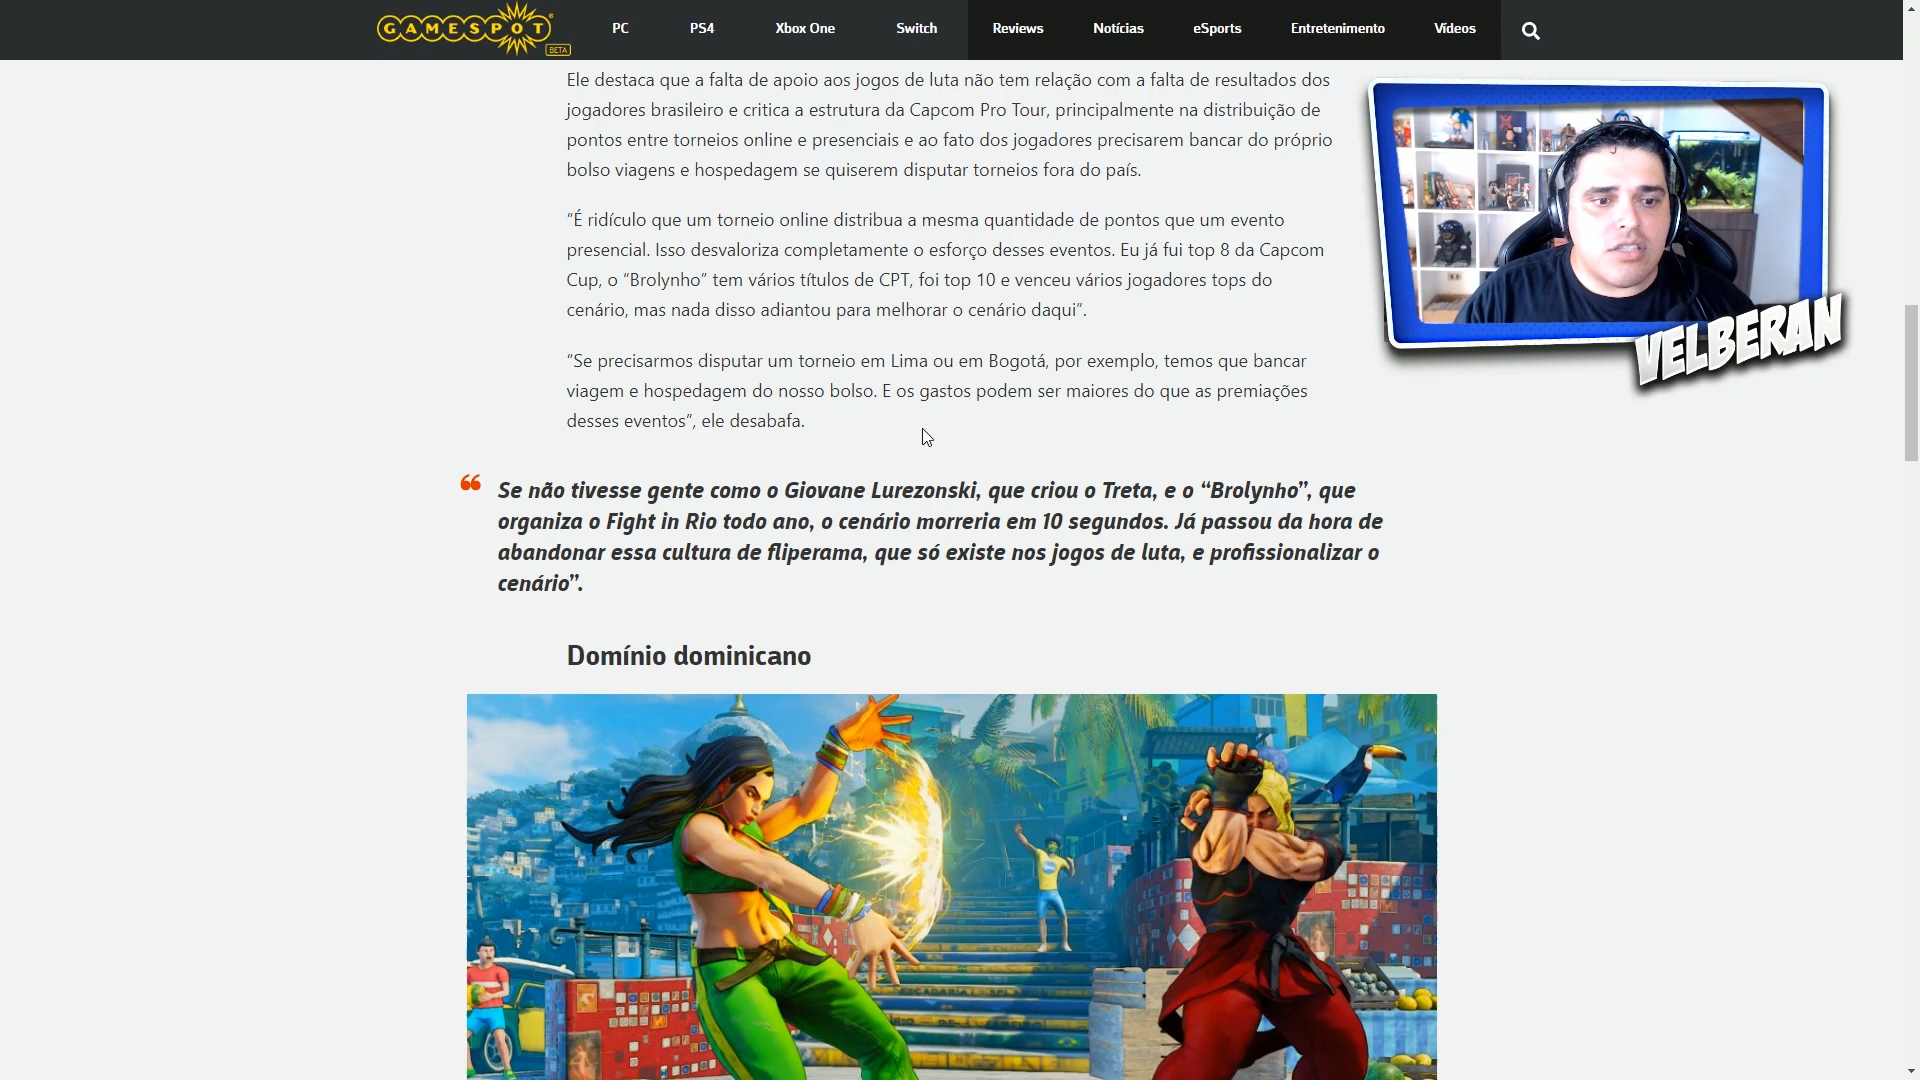 GAMESPOT
BETA
PC
PS4
Xbox One
Switch
Reviews
Notícias
eSports
Entretenimento
Vídeos
Ele destaca que a falta de apoio aos jogos de luta não tem relação com a falta de resultados dos
jogadores brasileiro e critica a estrutura da Capcom Pro Tour, principalmente na distribuição de
pontos entre torneios online e presenciais e ao fato dos jogadores precisarem bancar do próprio
bolso viagens e hospedagem se quiserem disputar torneios fora do país.
“É ridículo que um torneio online distribua a mesma quantidade de pontos que um evento
presencial. Isso desvaloriza completamente o esforço desses eventos. Eu já fui top 8 da Capcom
Cup, o “Brolynho” tem vários títulos de CPT, foi top 10 e venceu vários jogadores tops do
cenário, mas nada disso adiantou para melhorar o cenário daqui”.
“Se precisarmos disputar um torneio em Lima ou em Bogotá, por exemplo, temos que bancar
viagem e hospedagem do nosso bolso. E os gastos podem ser maiores do que as premiações
desses eventos”, ele desabafa.
VELBERAN
❝ Se não tivesse gente como o Giovane Lurezonski, que criou o Treta, e o “Brolynho”, que
organiza o Fight in Rio todo ano, o cenário morreria em 10 segundos. Já passou da hora de
abandonar essa cultura de fliperama, que só existe nos jogos de luta, e profissionalizar o
cenário”.
Domínio dominicano